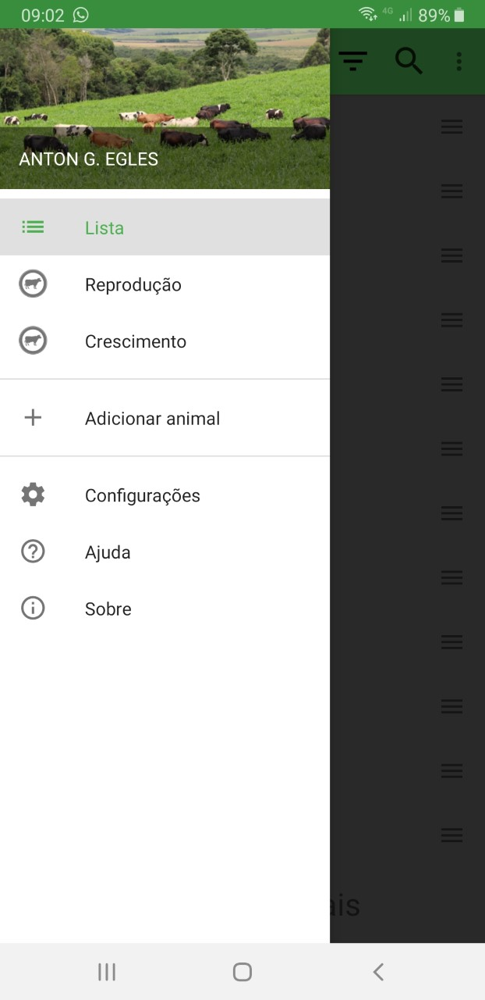 09:02 4G 89%
ANTON G. EGLES
Lista
Reprodução
Crescimento
Adicionar animal
Configurações
Ajuda
Sobre